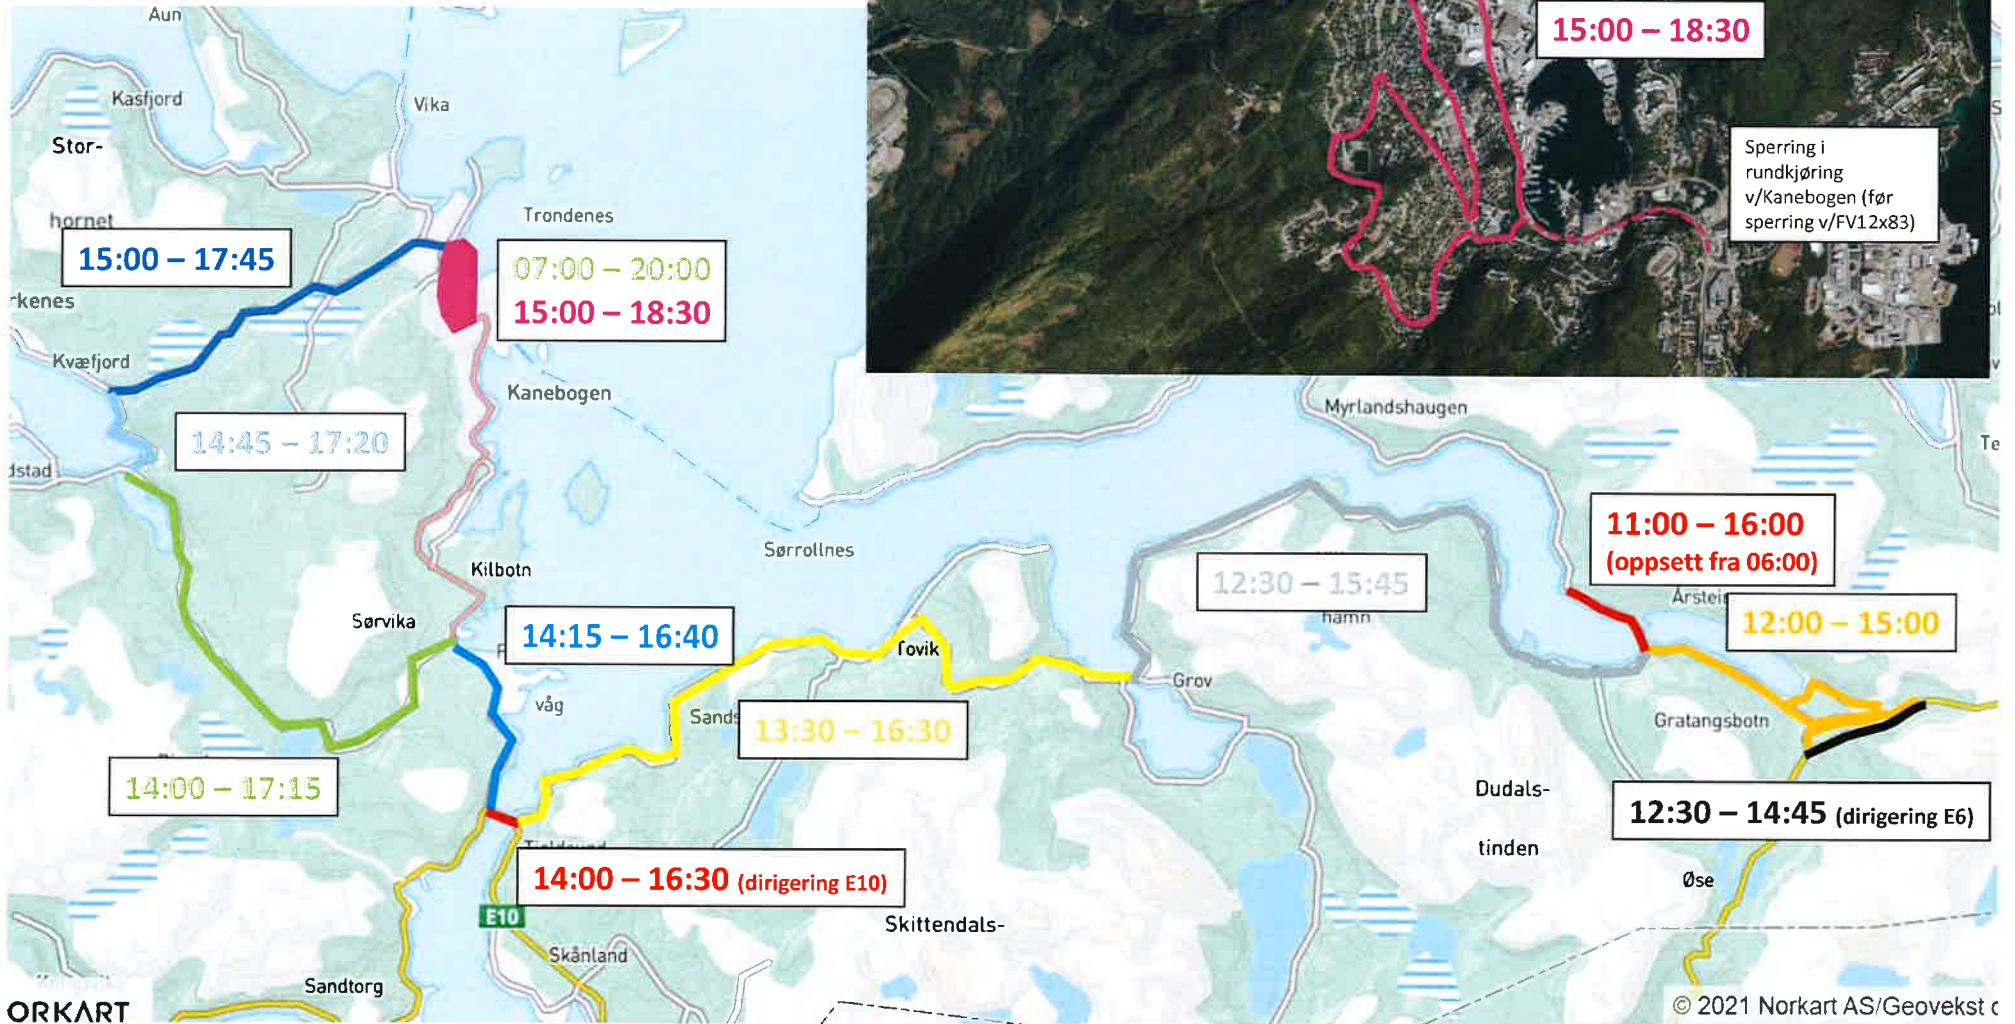 Aun
15:00 – 18:30
Kasfjord
Vika
Stor-
Sperring i
rundkjøring
v/Kanebogen (før
sperring v/FV12x83)
hornet
Trondenes
15:00 – 17:45
07:00 – 20:00
15:00 – 18:30
rkenes
Kvæfjord
Kanebogen
Myrlandshaugen
14:45 – 17:20
Te
dstad
11:00 – 16:00
(oppsett fra 06:00)
Sørrollnes
Kilbotn
12:30 – 15:45
hamn
Årstei
12:00 – 15:00
Sørvika
14:15 – 16:40
Tovik
Grov
våg
Sands
13:30 – 16:30
Gratangsbotn
14:00 – 17:15
Dudals-
tinden
12:30 – 14:45 (dirigering E6)
14:00 – 16:30 (dirigering E10)
Øse
E10
Skittendals-
Skånland
Sandtorg
ORKART
© 2021 Norkart AS/Geovekst